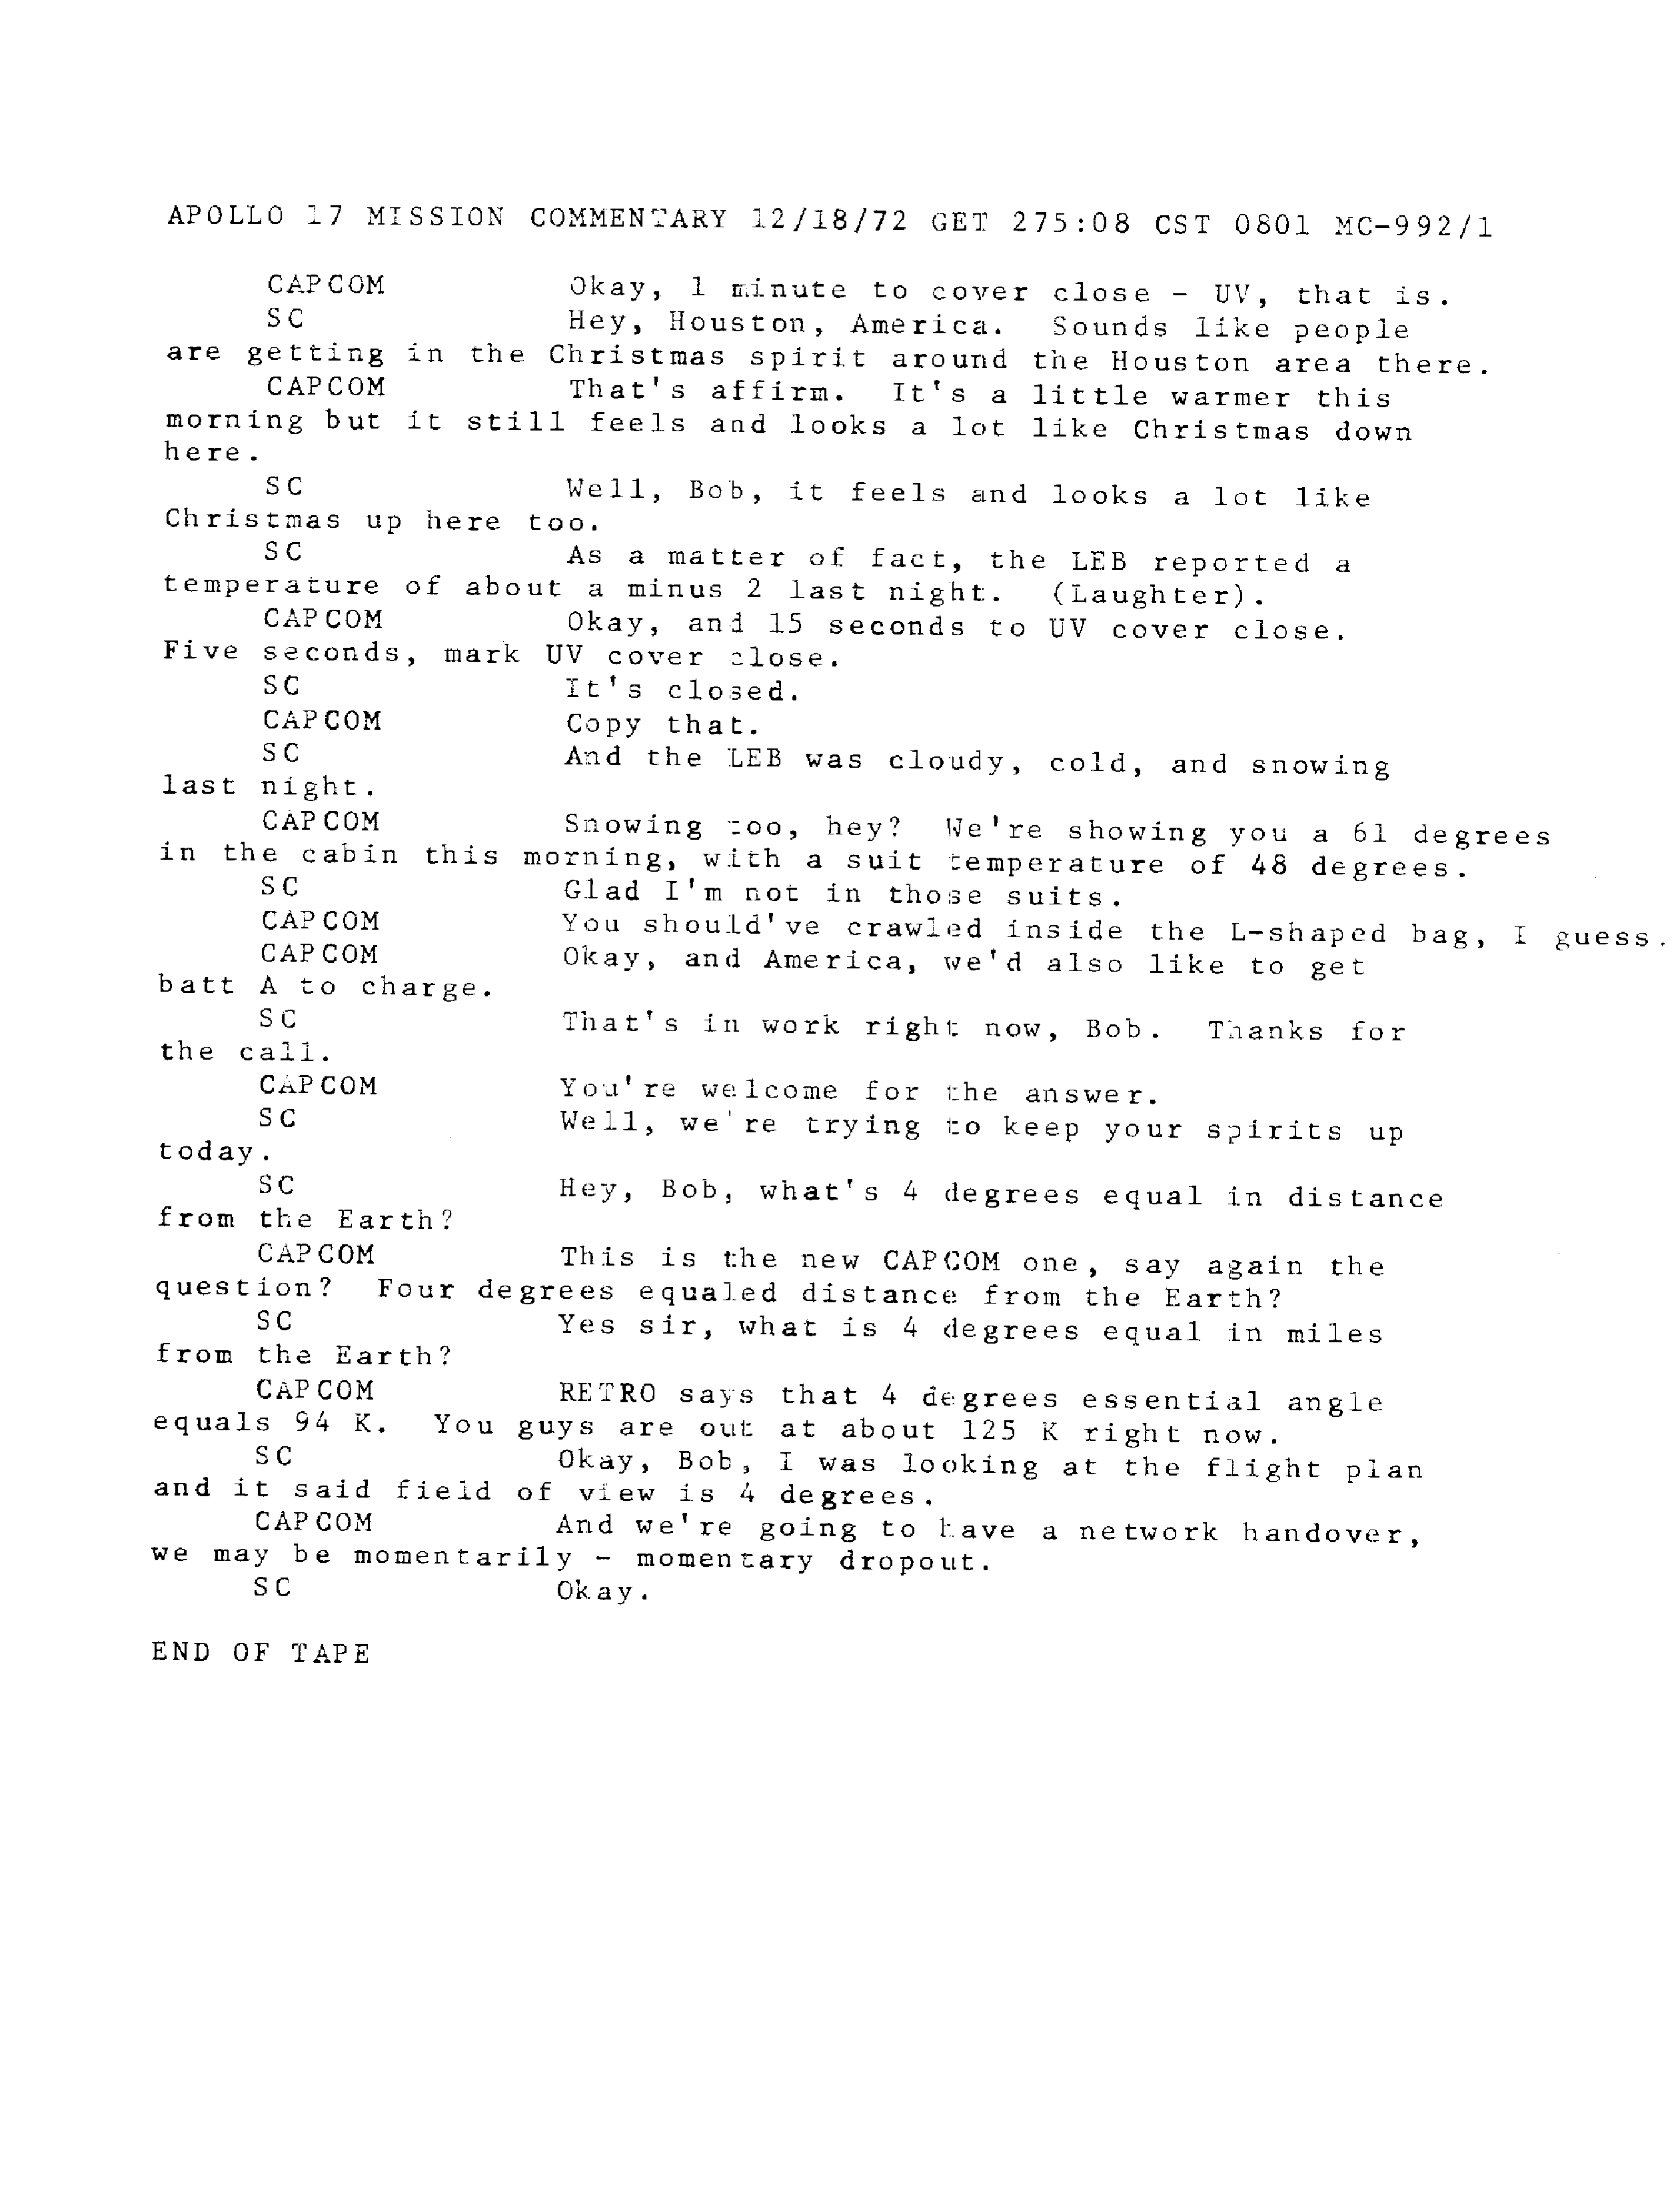 APOLLO 17 MISSION COMMENTARY 12/18/72 GET 275:08 CST 0801 MC-992/1
CAPCOM Okay, 1 minute to cover close - UV, that is.
SC Hey, Houston, America. Sounds like people
are getting in the Christmas spirit around the Houston area there.
CAPCOM That's affirm. It's a little warmer this
morning but it still feels and looks a lot like Christmas down
here.
SC Well, Bob, it feels and looks a lot like
Christmas up here too.
SC As a matter of fact, the LEB reported a
temperature of about a minus 2 last night. (Laughter).
CAPCOM Okay, and 15 seconds to UV cover close.
Five seconds, mark UV cover close.
SC It's closed.
CAPCOM Copy that.
SC And the LEB was cloudy, cold, and snowing
last night.
CAPCOM Snowing too, hey? We're showing you a 61 degrees
in the cabin this morning, with a suit temperature of 48 degrees.
SC Glad I'm not in those suits.
CAPCOM You should've crawled inside the L-shaped bag, I guess.
CAPCOM Okay, and America, we'd also like to get
batt A to charge.
SC That's in work right now, Bob. Thanks for
the call.
CAPCOM You're welcome for the answer.
SC Well, we're trying to keep your spirits up
today.
SC Hey, Bob, what's 4 degrees equal in distance
from the Earth?
CAPCOM This is the new CAPCOM one, say again the
question? Four degrees equaled distance from the Earth?
SC Yes sir, what is 4 degrees equal in miles
from the Earth?
CAPCOM RETRO says that 4 degrees essential angle
equals 94 K. You guys are out at about 125 K right now.
SC Okay, Bob, I was looking at the flight plan
and it said field of view is 4 degrees.
CAPCOM And we're going to have a network handover,
we may be momentarily - momentary dropout.
SC Okay.
END OF TAPE